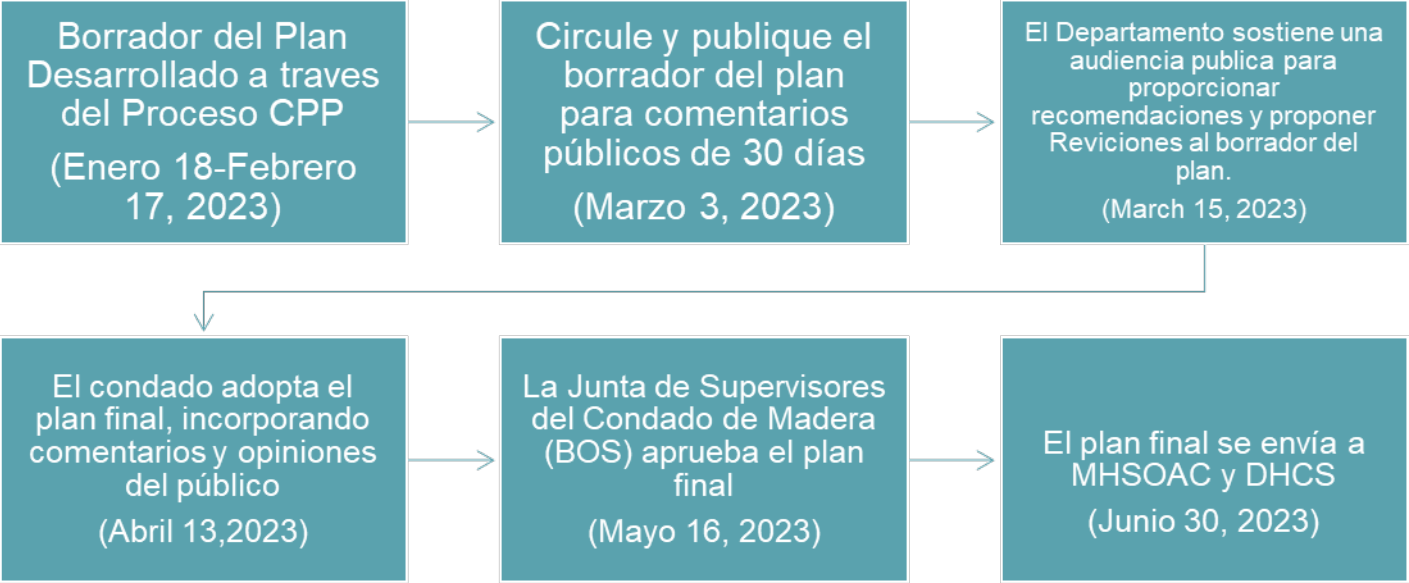 Borrador del Plan
Desarrollado a traves
del Proceso CPP
(Enero 18-Febrero
17, 2023)
Circule y publique el
borrador del plan
para comentarios
públicos de 30 días
(Marzo 3, 2023)
El Departamento sostiene una
audiencia publica para
proporcionar
recomendaciones y proponer
Reviciones al borrador del
plan.
(March 15, 2023)
El condado adopta el
plan final, incorporando
comentarios y opiniones
del público
(Abril 13,2023)
La Junta de Supervisores
del Condado de Madera
(BOS) aprueba el plan
final
(Mayo 16, 2023)
El plan final se envía a
MHSOAC y DHCS
(Junio 30, 2023)